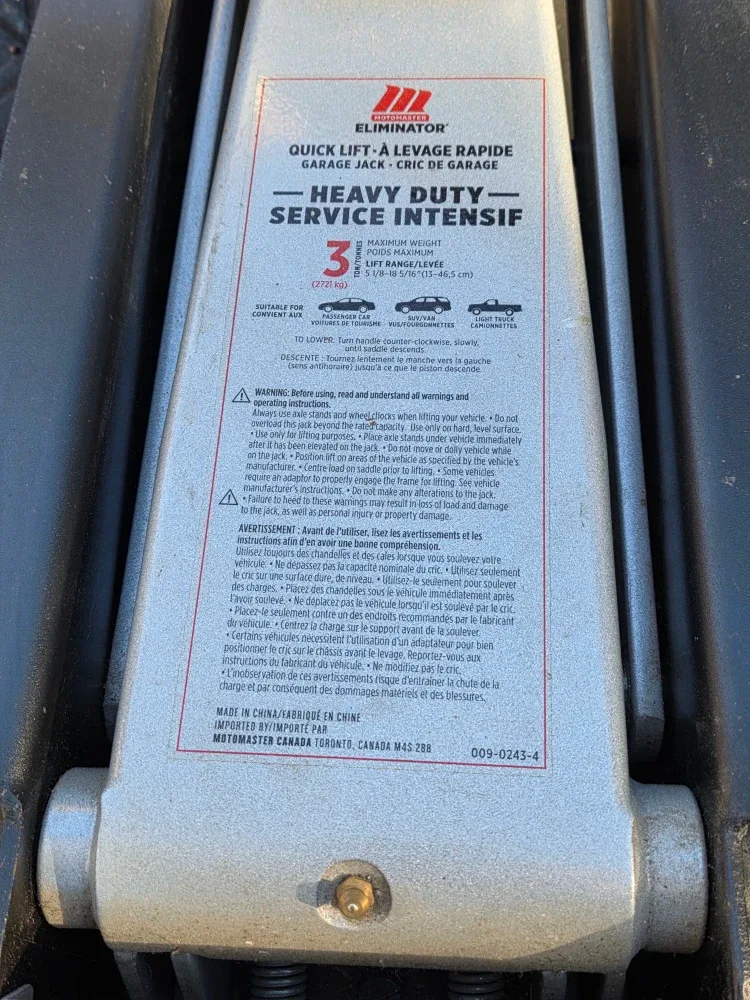 MOTOMASTER
ELIMINATOR
QUICK LIFT · À LEVAGE RAPIDE
GARAGE JACK - CRIC DE GARAGE
HEAVY DUTY
SERVICE INTENSIF
3 TON/TONNES
(2721 kg)
MAXIMUM WEIGHT
POIDS MAXIMUM
LIFT RANGE/LEVÉE
5 1/8-18 5/16" (13-46,5 cm)
SUITABLE FOR
CONVIENT AUX
PASSENGER CAR
VOITURES DE TOURISME
SUV/VAN
VUS/FOURGONNETTES
LIGHT TRUCK
CAMIONNETTES
TO LOWER: Turn handle counter-clockwise, slowly,
until saddle descends.
DESCENTE : Tournez lentement le manche vers la gauche
(sens antihoraire) jusqu'à ce que le piston descende.
WARNING: Before using, read and understand all warnings and
operating instructions.
Always use axle stands and wheel chocks when lifting your vehicle. • Do not
overload this jack beyond the rated capacity. Use only on hard, level surface.
• Use only for lifting purposes. • Place axle stands under vehicle immediately
after it has been elevated on the jack. • Do not move or dolly vehicle while
on the jack. • Position lift on areas of the vehicle as specified by the vehicle's
manufacturer. • Centre load on saddle prior to lifting. • Some vehicles
require an adaptor to properly engage the frame for lifting. See vehicle
manufacturer's instructions. • Do not make any alterations to the jack.
• Failure to heed to these warnings may result in loss of load and damage
to the jack, as well as personal injury or property damage.
AVERTISSEMENT : Avant de l'utiliser, lisez les avertissements et les
instructions afin d'en avoir une bonne compréhension.
Utilisez toujours des chandelles et des cales lorsque vous soulevez votre
véhicule. • Ne dépassez pas la capacité nominale du cric. • Utilisez seulement
le cric sur une surface dure, de niveau. • Utilisez-le seulement pour soulever
des charges. • Placez des chandelles sous le véhicule immédiatement après
l'avoir soulevé. • Ne déplacez pas le véhicule lorsqu'il est soulevé par le cric.
• Placez-le seulement contre un des endroits recommandés par le fabricant
du véhicule. • Centrez la charge sur le support avant de la soulever.
• Certains véhicules nécessitent l'utilisation d'un adaptateur pour bien
positionner le cric sur le châssis avant le levage. Reportez-vous aux
instructions du fabricant du véhicule. • Ne modifiez pas le cric.
• L'inobservation de ces avertissements risque d'entraîner la chute de la
charge et par conséquent des dommages matériels et des blessures.
MADE IN CHINA/FABRIQUÉ EN CHINE
IMPORTED BY/IMPORTÉ PAR
MOTOMASTER CANADA TORONTO, CANADA M4S 2B8
009-0243-4